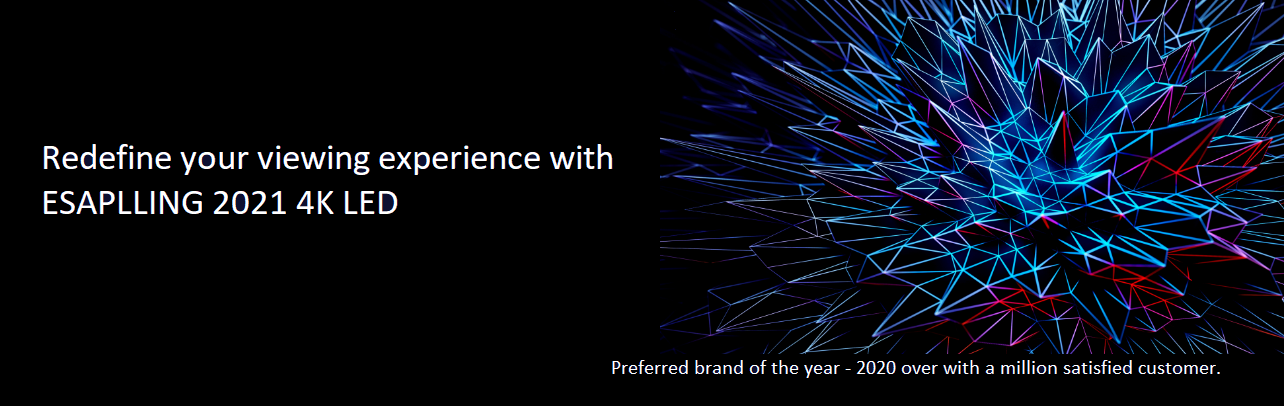 Redefine your viewing experience with
ESAPLLING 2021 4K LED
Preferred brand of the year - 2020 over with a million satisfied customer.